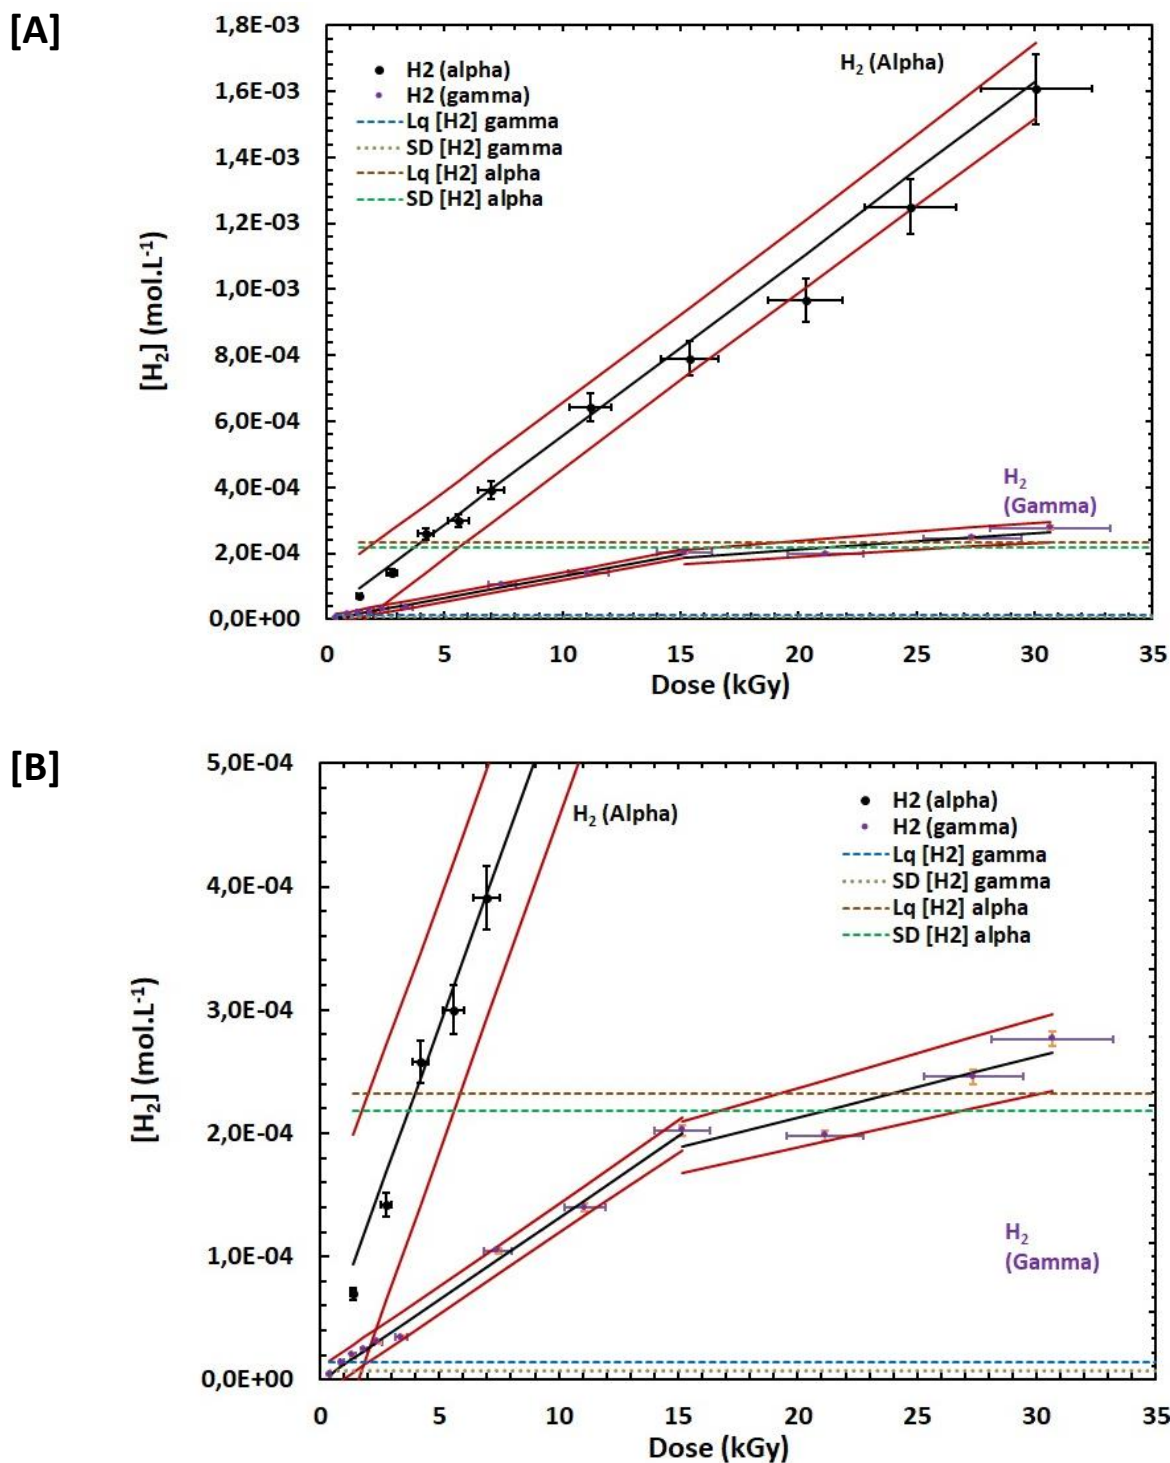 [A]
1,8E-03
1,6E-03
1,4E-03
1,2E-03
1,0E-03
8,0E-04
6,0E-04
4,0E-04
2,0E-04
0,0E+00
[H₂] (mol.L⁻¹)
H2 (alpha)
H2 (gamma)
Lq [H2] gamma
SD [H2] gamma
Lq [H2] alpha
SD [H2] alpha
H₂ (Alpha)
H₂
(Gamma)
0 5 10 15 20 25 30 35
Dose (kGy)
[B]
5,0E-04
4,0E-04
3,0E-04
2,0E-04
1,0E-04
0,0E+00
[H₂] (mol.L⁻¹)
H₂ (Alpha)
H2 (alpha)
H2 (gamma)
Lq [H2] gamma
SD [H2] gamma
Lq [H2] alpha
SD [H2] alpha
H₂
(Gamma)
0 5 10 15 20 25 30 35
Dose (kGy)